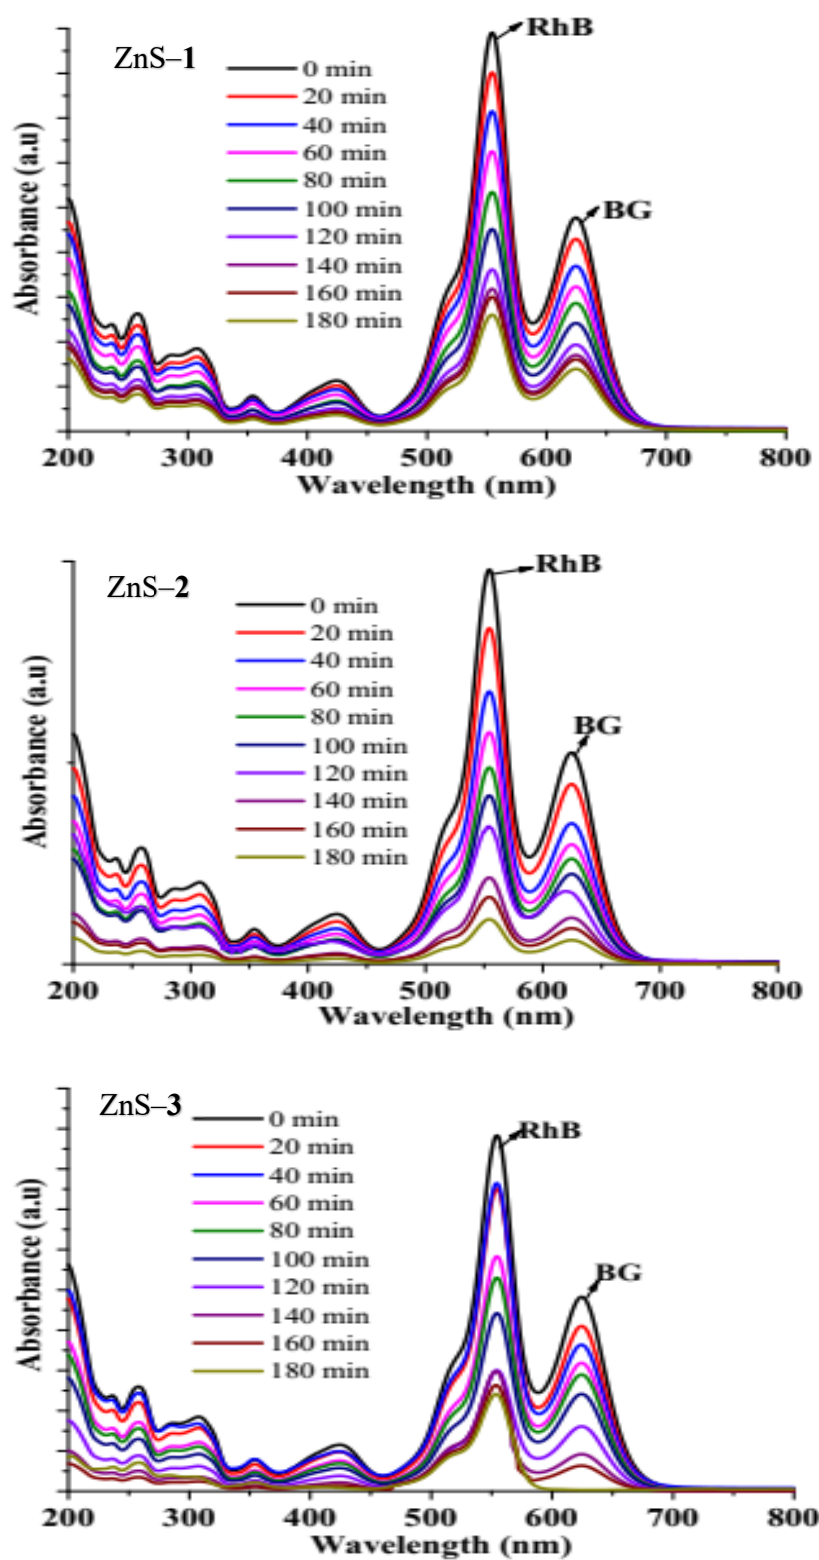 RhB
ZnS–1
0 min
20 min
40 min
60 min
80 min
100 min
120 min
140 min
160 min
180 min
BG
Absorbance (a.u)
200 300 400 500 600 700 800
Wavelength (nm)
RhB
ZnS–2
0 min
20 min
40 min
60 min
80 min
100 min
120 min
140 min
160 min
180 min
BG
Absorbance (a.u)
200 300 400 500 600 700 800
Wavelength (nm)
ZnS–3
0 min
20 min
40 min
60 min
80 min
100 min
120 min
140 min
160 min
180 min
RhB
BG
Absorbance (a.u)
200 300 400 500 600 700 800
Wavelength (nm)